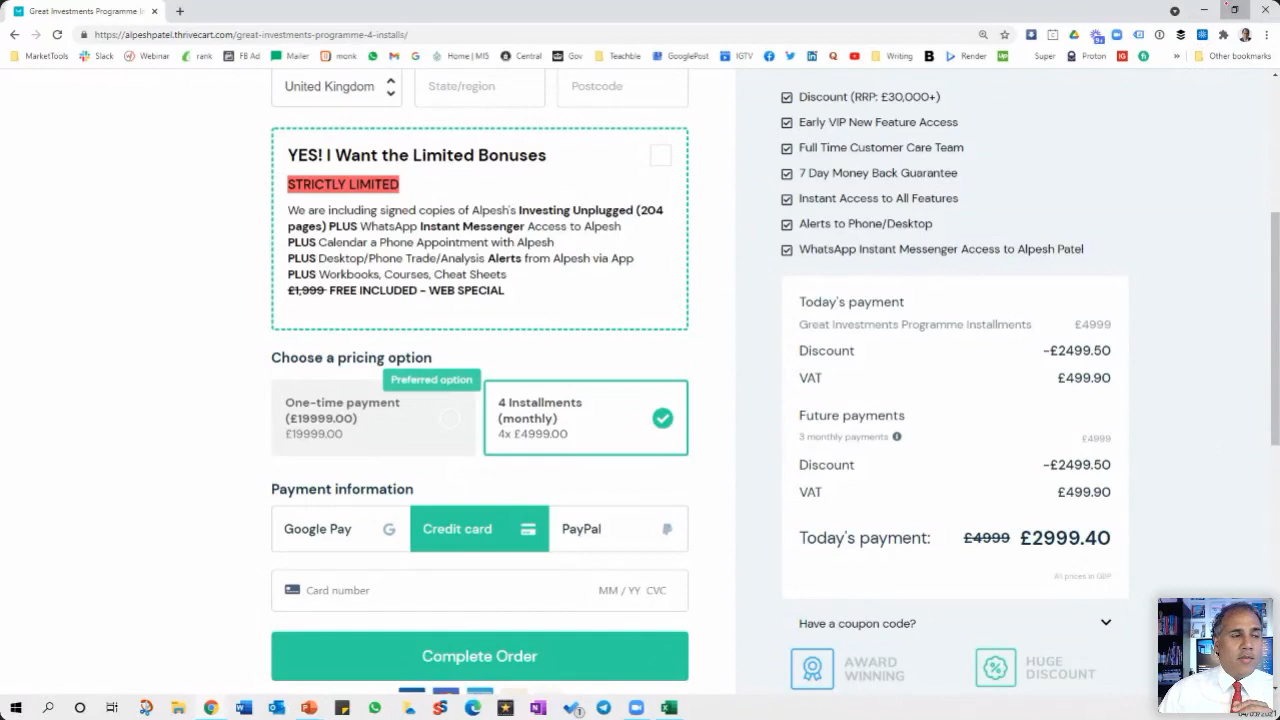 Great Investments Programme I
https://alpeshpatel.thrivecart.com/great-investments-programme-4-installs/
MarketTools
Slack
Webinar
rank
FB Ad
Mailer
monk
Home | MIS
Central
Gov
Teachble
GooglePost
IGTV
Writing
Render
Super
Proton
»
Other bookmarks
United Kingdom
State/region
Postcode
YES! I Want the Limited Bonuses
STRICTLY LIMITED
We are including signed copies of Alpesh's Investing Unplugged (204
pages) PLUS WhatsApp Instant Messenger Access to Alpesh
PLUS Calendar a Phone Appointment with Alpesh
PLUS Desktop/Phone Trade/Analysis Alerts from Alpesh via App
PLUS Workbooks, Courses, Cheat Sheets
£1,999 FREE INCLUDED - WEB SPECIAL
Choose a pricing option
Preferred option
One-time payment
(£19999.00)
£19999.00
4 Installments
(monthly)
4x £4999.00
Payment information
Google Pay
Credit card
PayPal
Card number
MM / YY CVC
Complete Order
Discount (RRP: £30,000+)
Early VIP New Feature Access
Full Time Customer Care Team
7 Day Money Back Guarantee
Instant Access to All Features
Alerts to Phone/Desktop
WhatsApp Instant Messenger Access to Alpesh Patel
Today's payment
Great Investments Programme Installments £4999
Discount -£2499.50
VAT £499.90
Future payments
3 monthly payments £4999
Discount -£2499.50
VAT £499.90
Today's payment: £4999 £2999.40
All prices in GBP
Have a coupon code?
AWARD
WINNING
HUGE
DISCOUNT